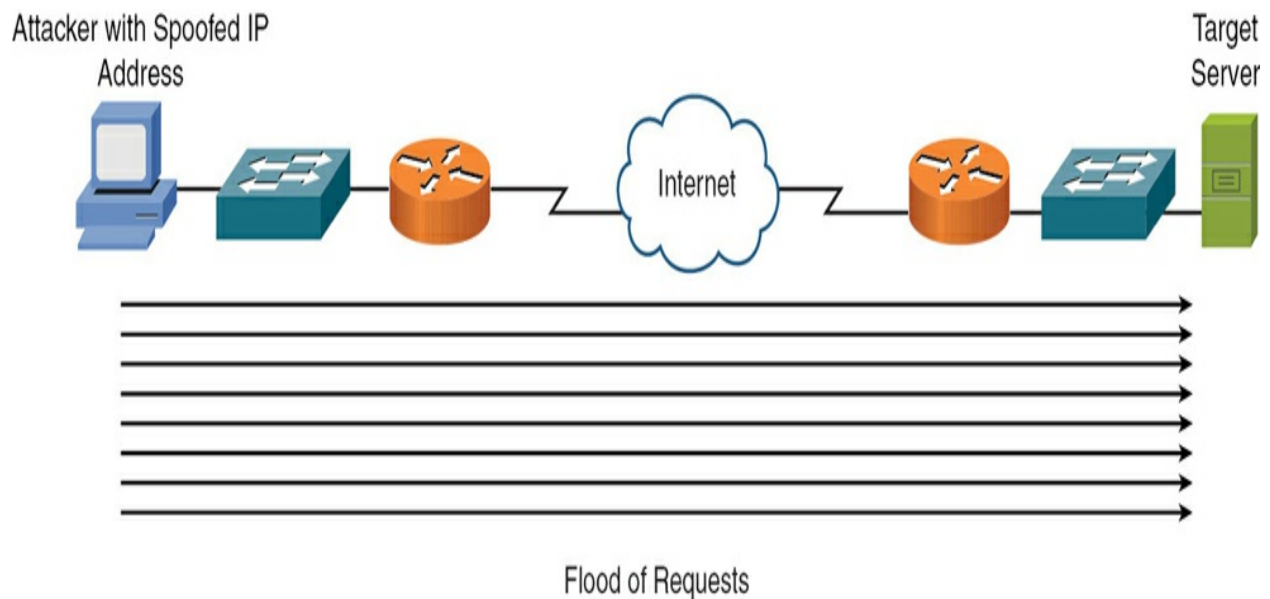 Attacker with Spoofed IP
Address
Target
Server
Internet
Flood of Requests